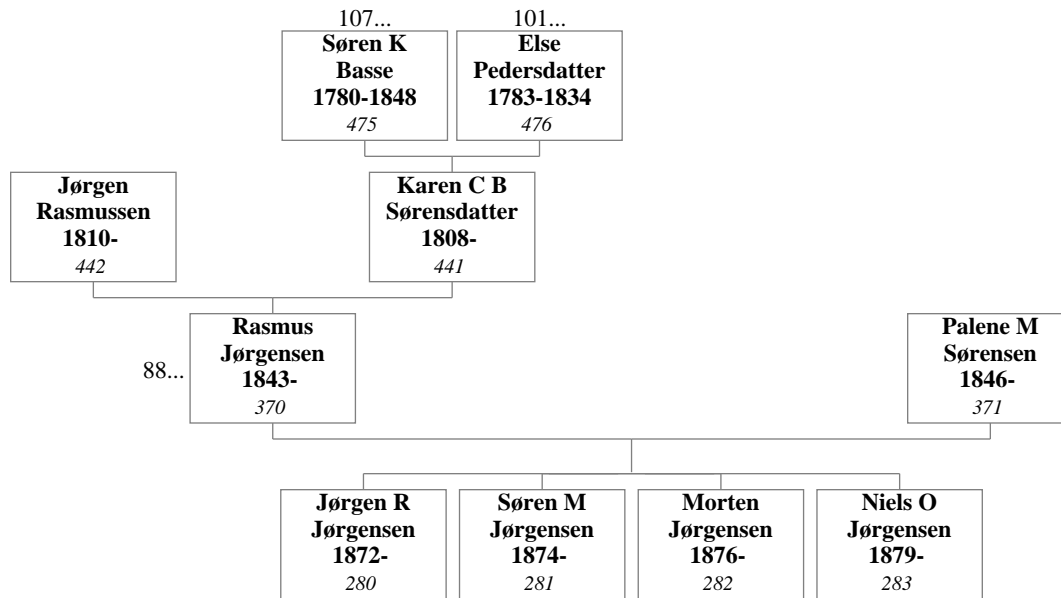 107...
101...
Søren K
Basse
1780-1848
475
Else
Pedersdatter
1783-1834
476
Jørgen
Rasmussen
1810-
442
Karen C B
Sørensdatter
1808-
441
88...
Rasmus
Jørgensen
1843-
370
Palene M
Sørensen
1846-
371
Jørgen R
Jørgensen
1872-
280
Søren M
Jørgensen
1874-
281
Morten
Jørgensen
1876-
282
Niels O
Jørgensen
1879-
283